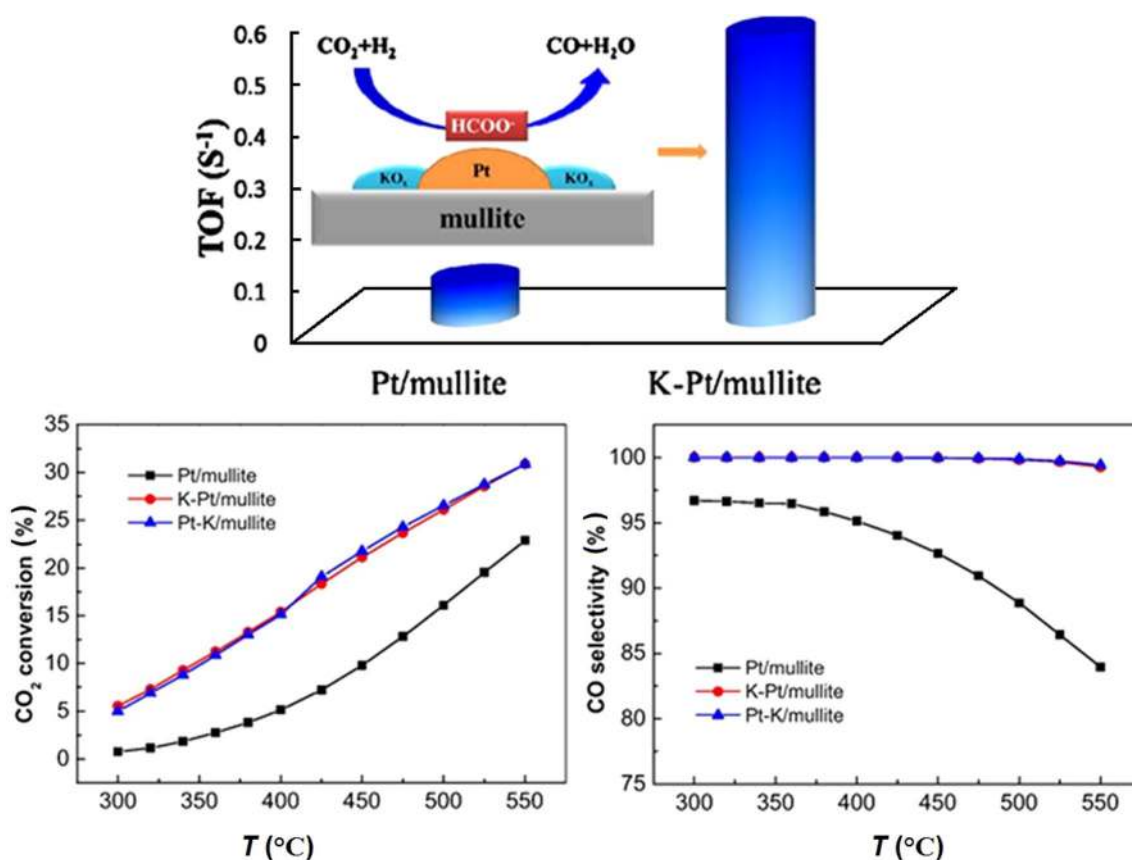 0.6
0.5
0.4
0.3
0.2
0.1
0
TOF (S⁻¹)
CO₂+H₂
CO+H₂O
HCOO⁻
KOₓ
Pt
KOₓ
mullite
Pt/mullite
K-Pt/mullite
35
30
25
20
15
10
5
0
CO₂ conversion (%)
Pt/mullite
K-Pt/mullite
Pt-K/mullite
300 350 400 450 500 550
T (°C)
100
95
90
85
80
75
CO selectivity (%)
Pt/mullite
K-Pt/mullite
Pt-K/mullite
300 350 400 450 500 550
T (°C)